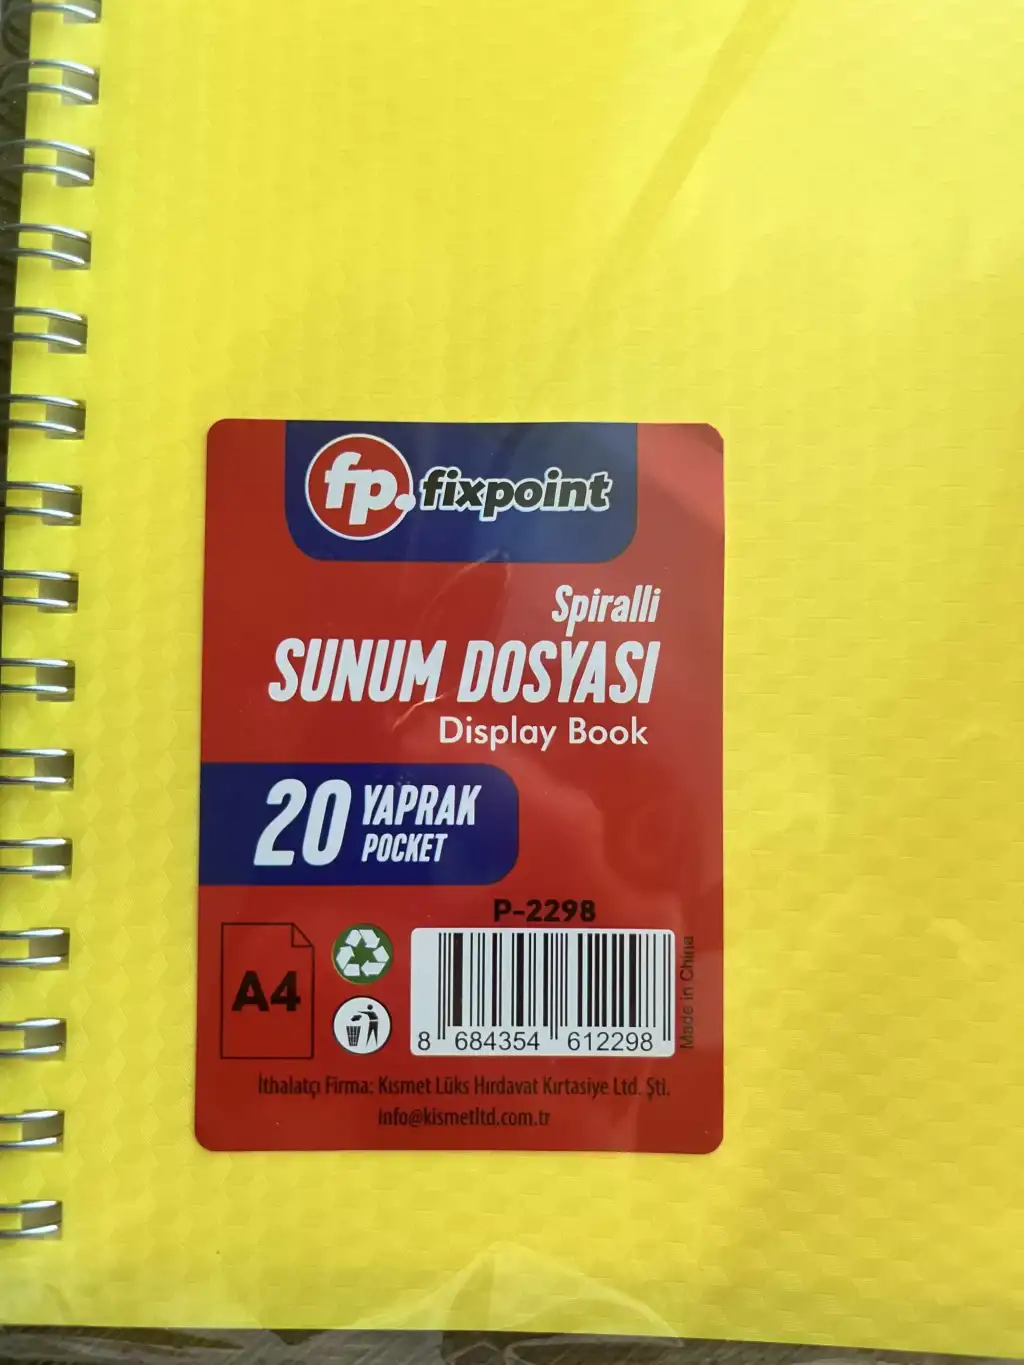 fp. fixpoint
Spiralli
SUNUM DOSYASI
Display Book
20 YAPRAK
POCKET
P-2298
A4
8 684354 612298
Made in China
İthalatçı Firma: Kısmet Lüks Hırdavat Kırtasiye Ltd. Şti.
info@kismetltd.com.tr